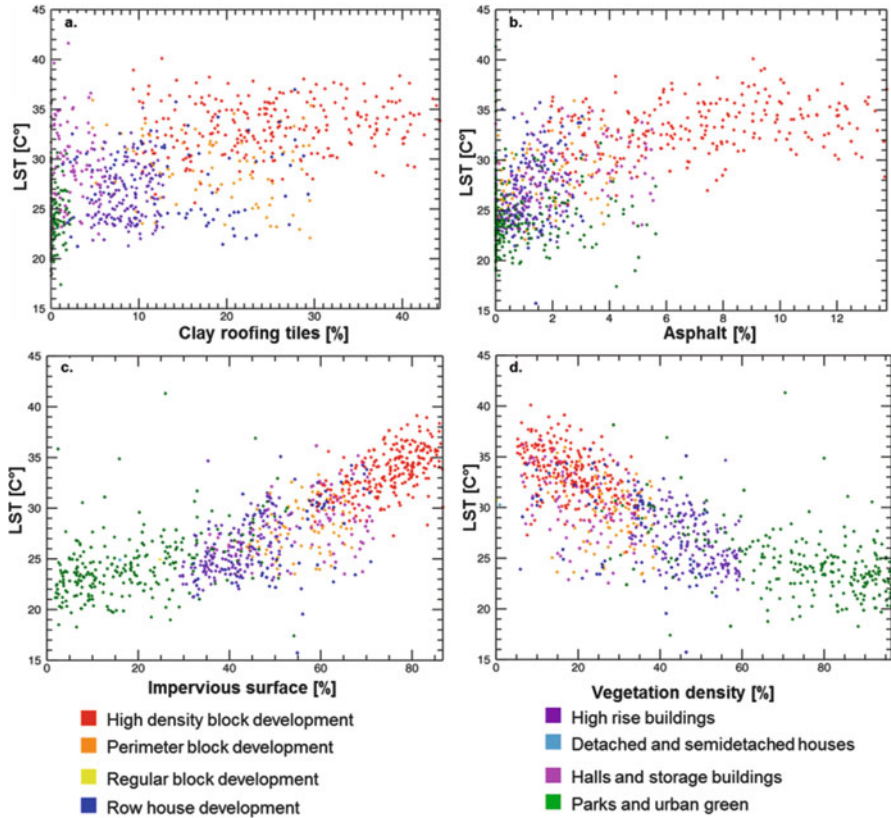 a.
45
40
35
30
25
20
15
LST [C°]
0 10 20 30 40
Clay roofing tiles [%]
b.
45
40
35
30
25
20
15
LST [C°]
0 2 4 6 8 10 12
Asphalt [%]
c.
45
40
35
30
25
20
15
LST [C°]
0 20 40 60 80
Impervious surface [%]
d.
45
40
35
30
25
20
15
LST [C°]
0 20 40 60 80
Vegetation density [%]
High density block development
Perimeter block development
Regular block development
Row house development
High rise buildings
Detached and semidetached houses
Halls and storage buildings
Parks and urban green